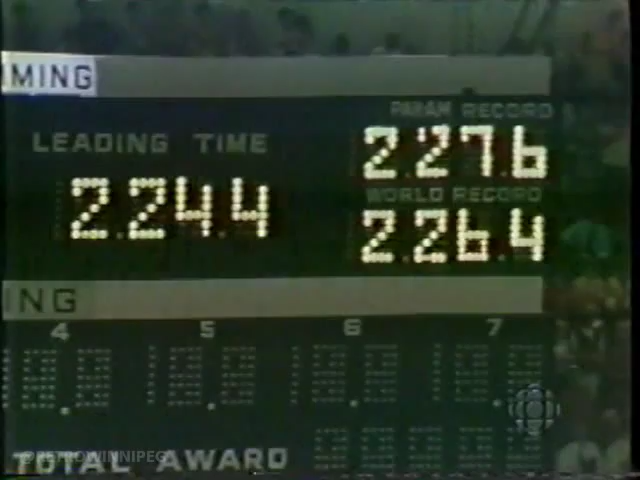 MING
LEADING TIME
2.24.4
PARAM RECORD
2.27.6
WORLD RECORD
2.26.4
ING
4 5 6 7
TOTAL AWARD
@RETROWINNIPEG